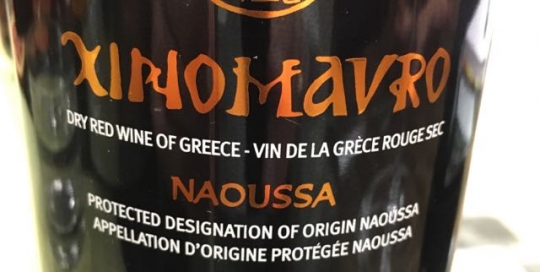 XINOMAVRO
DRY RED WINE OF GREECE - VIN DE LA GRÈCE ROUGE SEC
NAOUSSA
PROTECTED DESIGNATION OF ORIGIN NAOUSSA
APPELLATION D'ORIGINE PROTÉGÉE NAOUSSA